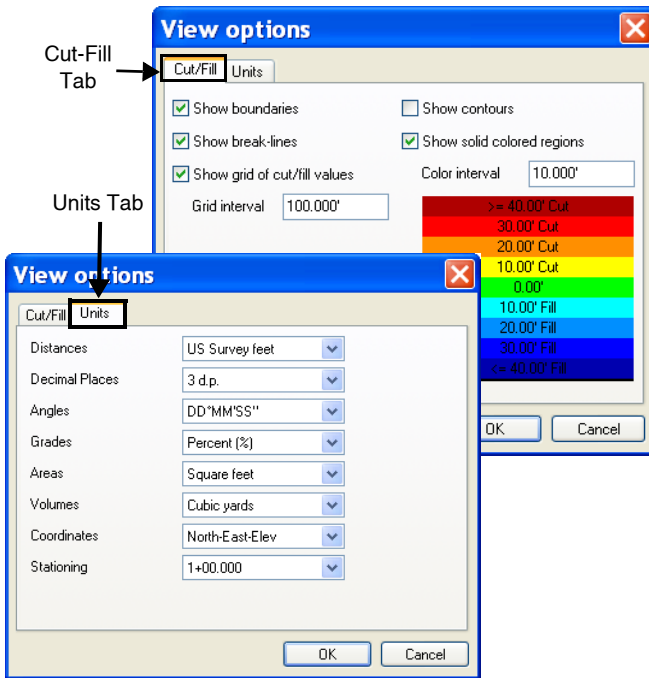 View options
Cut-Fill
Tab
Cut/Fill Units
Show boundaries
Show contours
Show break-lines
Show solid colored regions
Show grid of cut/fill values
Color interval 10.000'
Grid interval 100.000'
>= 40.00' Cut
30.00' Cut
20.00' Cut
10.00' Cut
0.00'
10.00' Fill
20.00' Fill
30.00' Fill
<= 40.00' Fill
OK Cancel
Units Tab
View options
Cut/Fill Units
Distances US Survey feet
Decimal Places 3 d.p.
Angles DD*MM'SS"
Grades Percent (%)
Areas Square feet
Volumes Cubic yards
Coordinates North-East-Elev
Stationing 1+00.000
OK Cancel